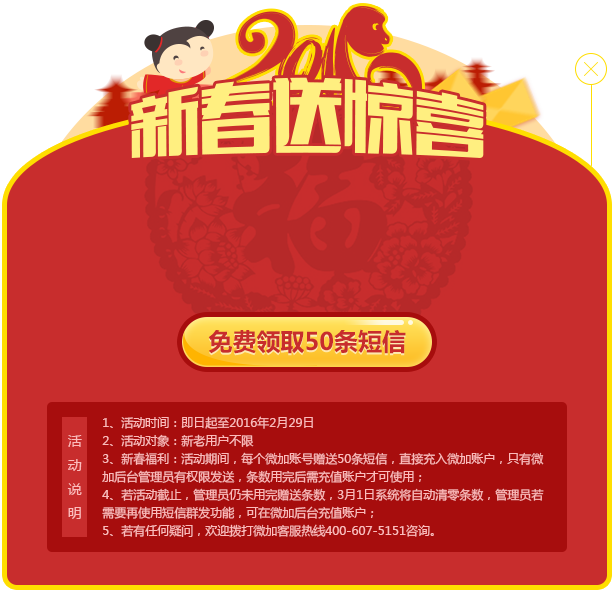 2016
新春送惊喜
福
免费领取50条短信
活动说明
1、活动时间：即日起至2016年2月29日
2、活动对象：新老用户不限
3、新春福利：活动期间，每个微加账号赠送50条短信，直接充入微加账户，只有微
加后台管理员有权限发送，条数用完后需充值账户才可使用；
4、若活动截止，管理员仍未用完赠送条数，3月1日系统将自动清零条数，管理员若
需要再使用短信群发功能，可在微加后台充值账户；
5、若有任何疑问，欢迎拨打微加客服热线400-607-5151咨询。